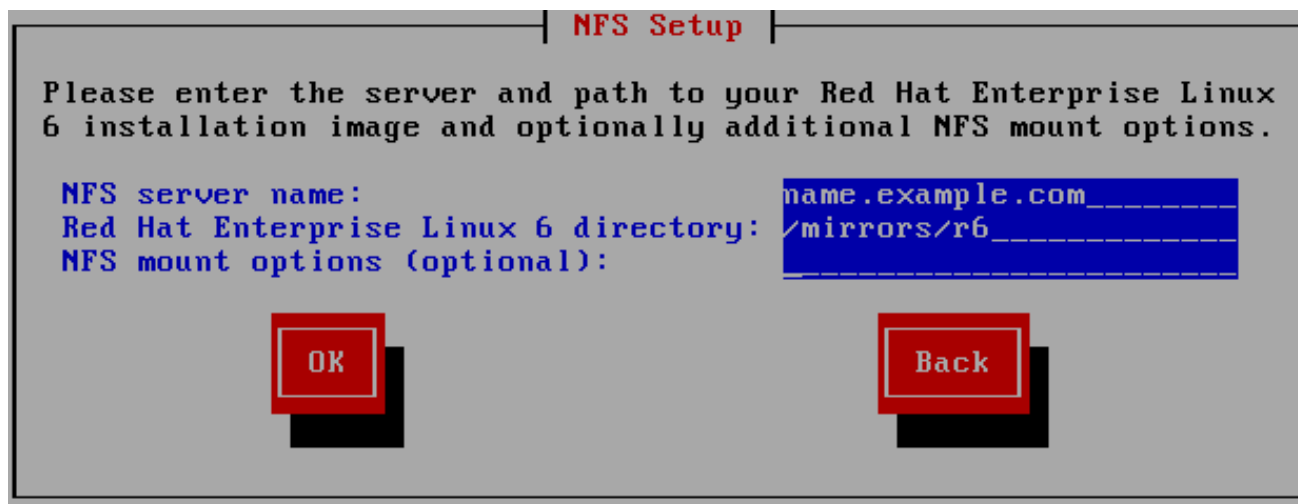 NFS Setup
Please enter the server and path to your Red Hat Enterprise Linux
6 installation image and optionally additional NFS mount options.
NFS server name: name.example.com________
Red Hat Enterprise Linux 6 directory: /mirrors/r6_____________
NFS mount options (optional): ________________________
OK Back